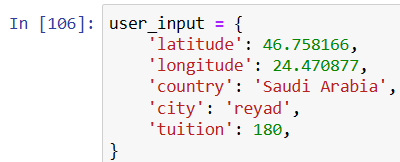 In [106]: user_input = {
    'latitude': 46.758166,
    'longitude': 24.470877,
    'country': 'Saudi Arabia',
    'city': 'reyad',
    'tuition': 180,
}